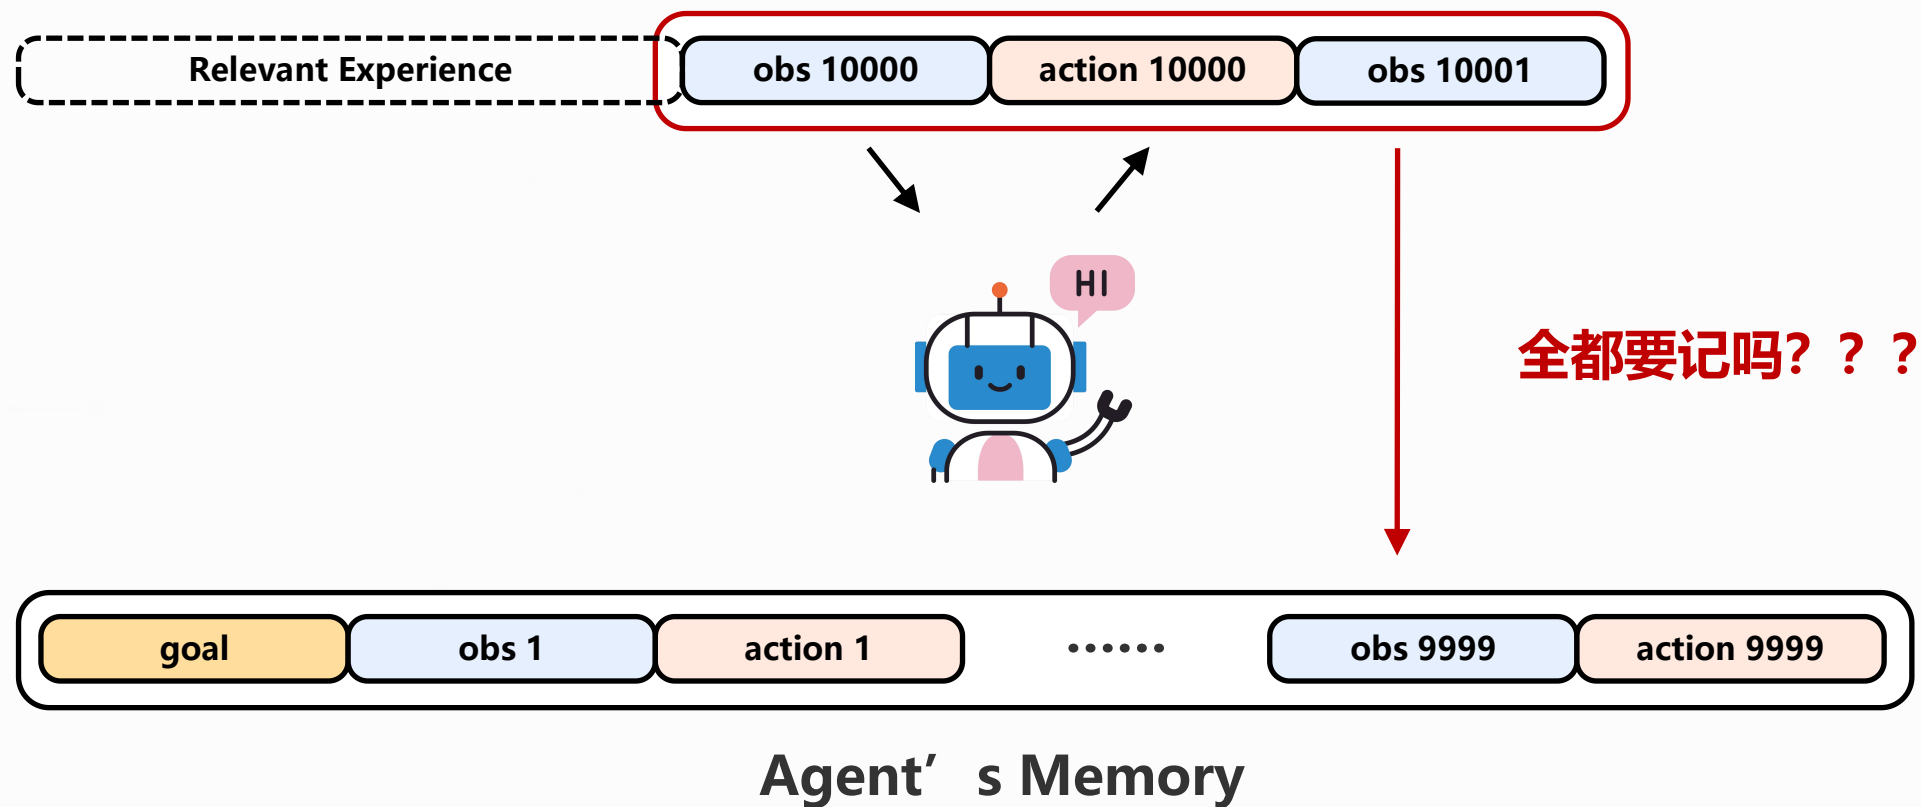 Relevant Experience obs 10000 action 10000 obs 10001
HI
全都要记吗？？？
goal obs 1 action 1 ······ obs 9999 action 9999
Agent’s Memory